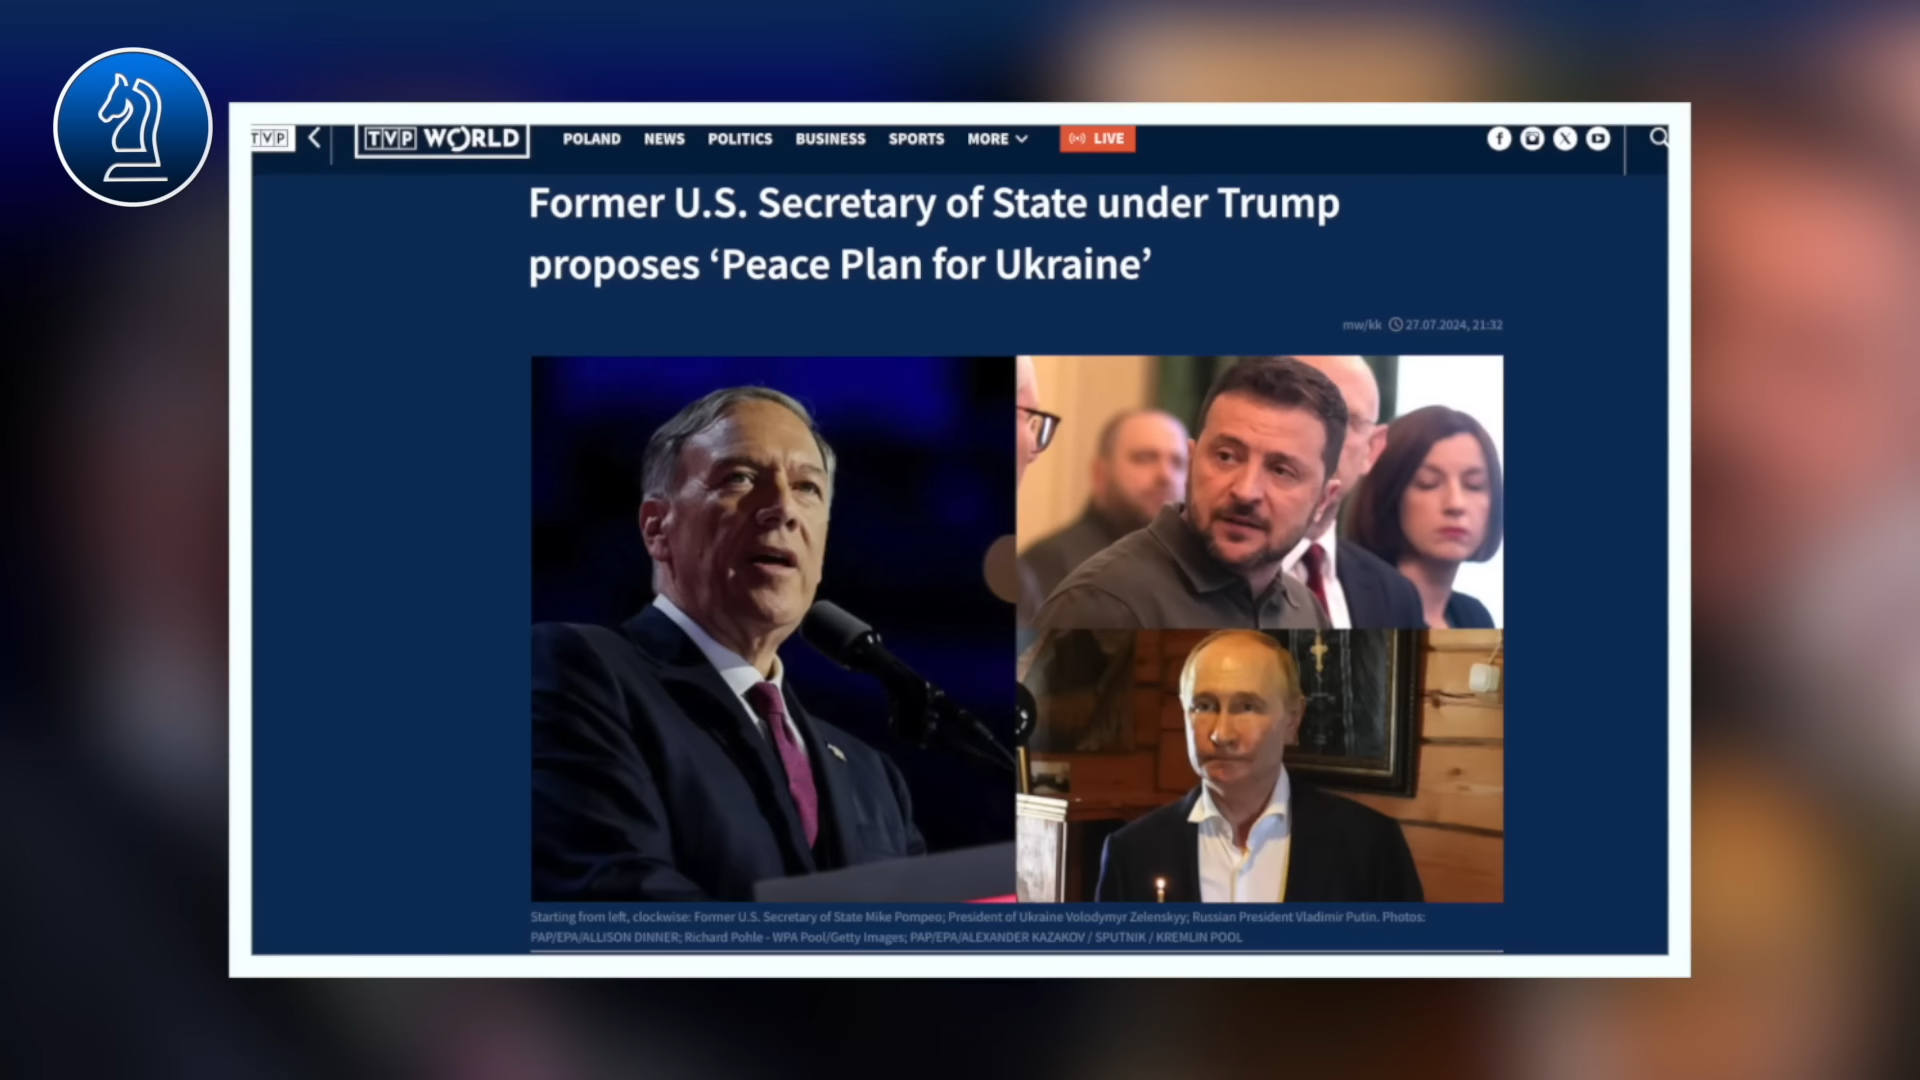 TVP
TVP WORLD
POLAND NEWS POLITICS BUSINESS SPORTS MORE LIVE
Former U.S. Secretary of State under Trump
proposes ‘Peace Plan for Ukraine’
mw/kk 27.07.2024, 21:32
Starting from left, clockwise: Former U.S. Secretary of State Mike Pompeo; President of Ukraine Volodymyr Zelenskyy; Russian President Vladimir Putin. Photos:
PAP/EPA/ALLISON DINNER; Richard Pohle - WPA Pool/Getty Images; PAP/EPA/ALEXANDER KAZAKOV / SPUTNIK / KREMLIN POOL